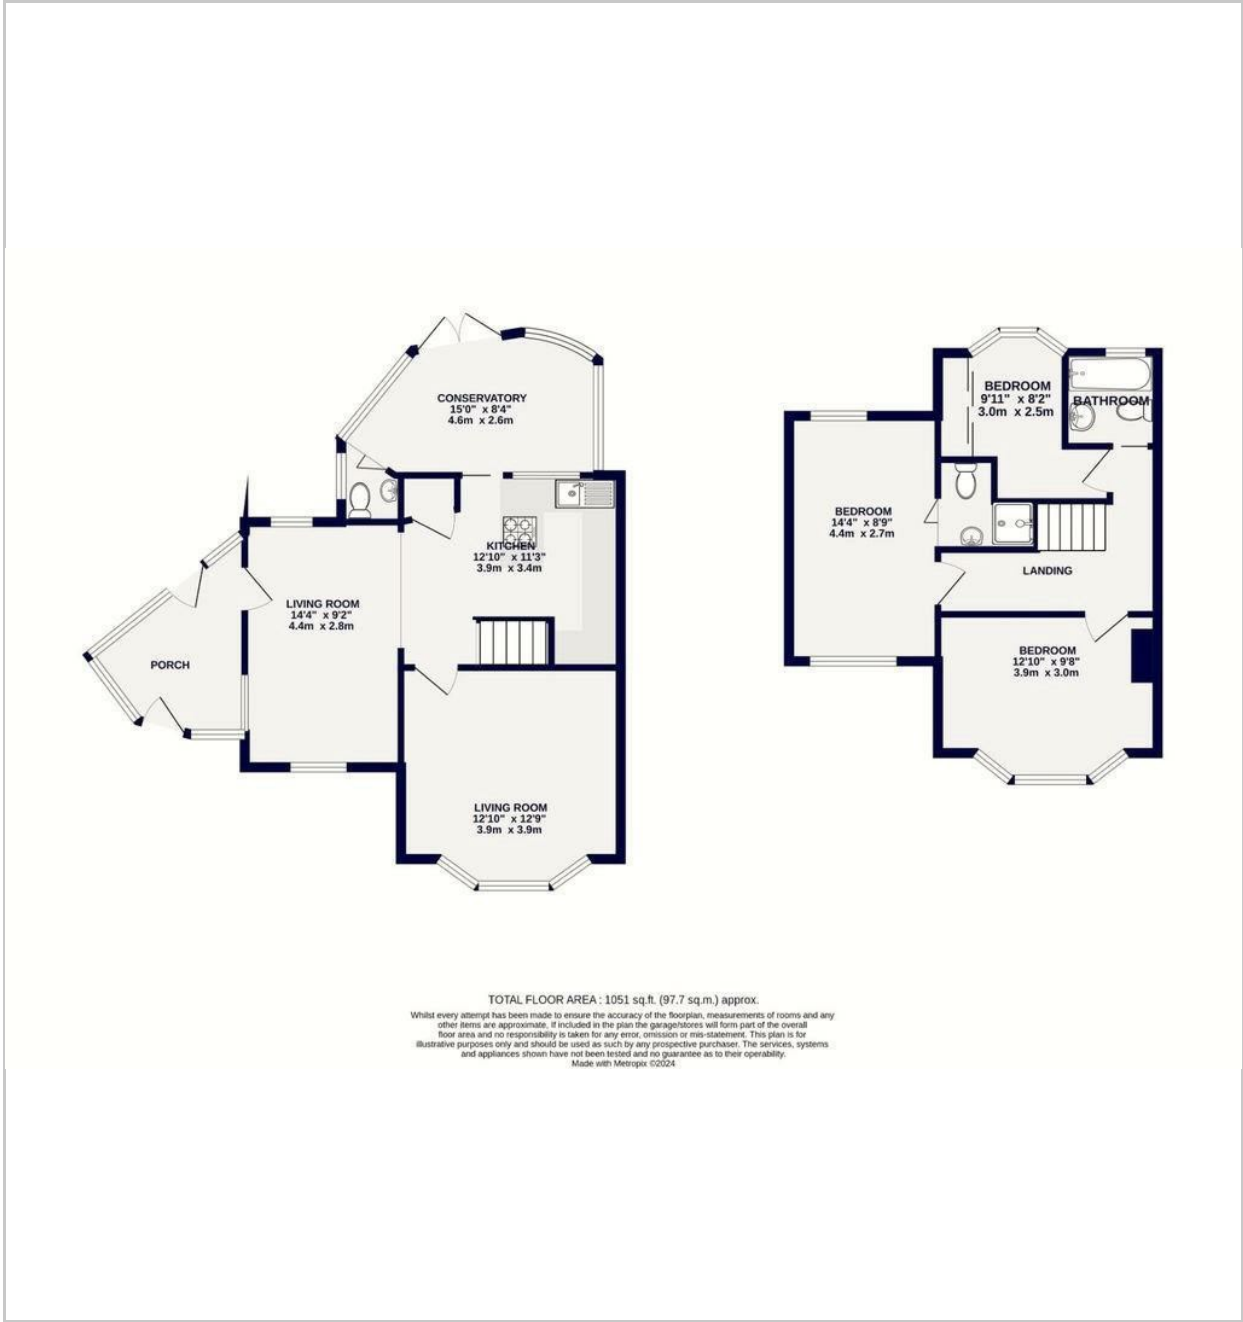 CONSERVATORY
15'0" x 8'4"
4.6m x 2.6m
KITCHEN
12'10" x 11'3"
3.9m x 3.4m
LIVING ROOM
14'4" x 9'2"
4.4m x 2.8m
PORCH
LIVING ROOM
12'10" x 12'9"
3.9m x 3.9m
BEDROOM
9'11" x 8'2"
3.0m x 2.5m
BATHROOM
BEDROOM
14'4" x 8'9"
4.4m x 2.7m
LANDING
BEDROOM
12'10" x 9'8"
3.9m x 3.0m
TOTAL FLOOR AREA : 1051 sq.ft. (97.7 sq.m.) approx.
Whilst every attempt has been made to ensure the accuracy of the floorplan, measurements of rooms and any
other items are approximate, if included in the plan the garage/stores will form part of the overall
floor area and no responsibility is taken for any error, omission or mis-statement. This plan is for
illustrative purposes only and should be used as such by any prospective purchaser. The services, systems
and appliances shown have not been tested and no guarantee as to their operability.
Made with Metropix ©2024